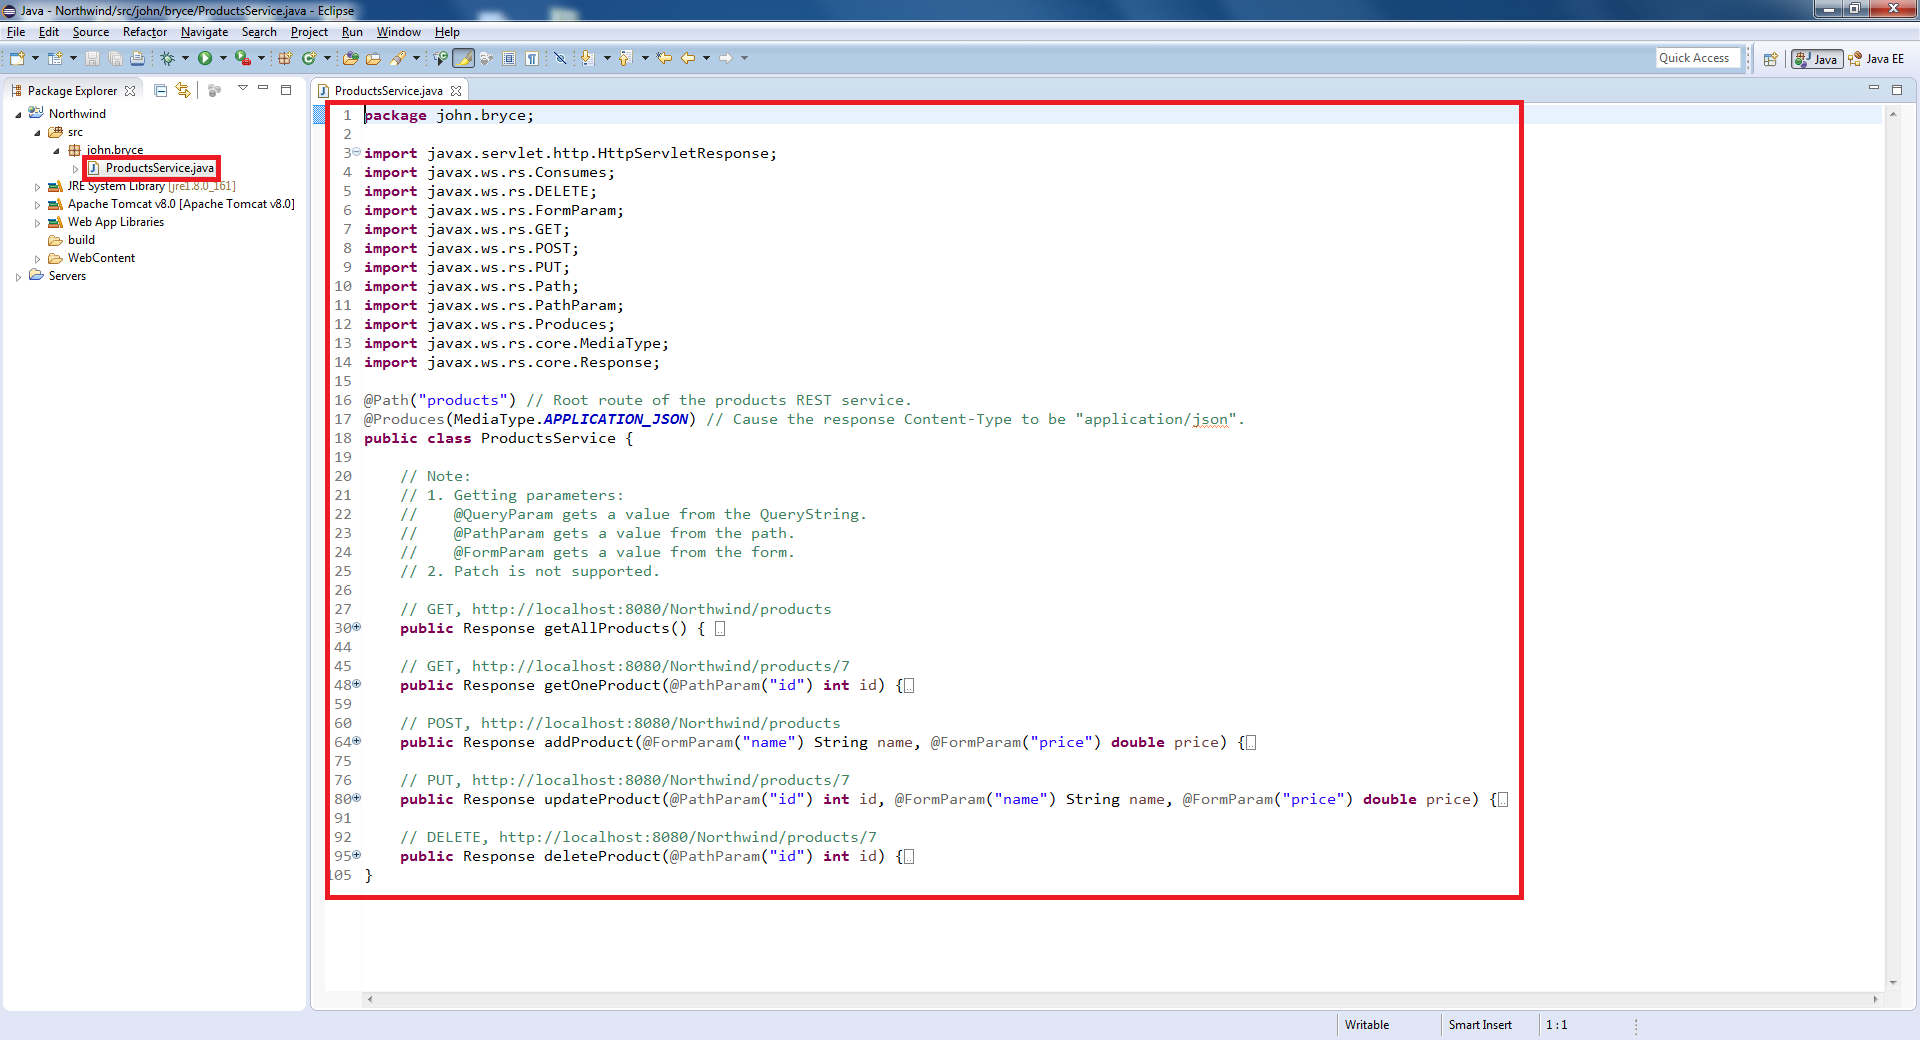 Java - Northwind/src/john/bryce/ProductsService.java - Eclipse
File Edit Source Refactor Navigate Search Project Run Window Help
Quick Access
Java
Java EE
Package Explorer
Northwind
src
john.bryce
ProductsService.java
JRE System Library [jre1.8.0_161]
Apache Tomcat v8.0 [Apache Tomcat v8.0]
Web App Libraries
build
WebContent
Servers
ProductsService.java
1 package john.bryce;
2
3 import javax.servlet.http.HttpServletResponse;
4 import javax.ws.rs.Consumes;
5 import javax.ws.rs.DELETE;
6 import javax.ws.rs.FormParam;
7 import javax.ws.rs.GET;
8 import javax.ws.rs.POST;
9 import javax.ws.rs.PUT;
10 import javax.ws.rs.Path;
11 import javax.ws.rs.PathParam;
12 import javax.ws.rs.Produces;
13 import javax.ws.rs.core.MediaType;
14 import javax.ws.rs.core.Response;
15
16 @Path("products") // Root route of the products REST service.
17 @Produces(MediaType.APPLICATION_JSON) // Cause the response Content-Type to be "application/json".
18 public class ProductsService {
19
20 // Note:
21 // 1. Getting parameters:
22 // @QueryParam gets a value from the QueryString.
23 // @PathParam gets a value from the path.
24 // @FormParam gets a value from the form.
25 // 2. Patch is not supported.
26
27 // GET, http://localhost:8080/Northwind/products
30 public Response getAllProducts() {
44
45 // GET, http://localhost:8080/Northwind/products/7
48 public Response getOneProduct(@PathParam("id") int id) {
59
60 // POST, http://localhost:8080/Northwind/products
64 public Response addProduct(@FormParam("name") String name, @FormParam("price") double price) {
75
76 // PUT, http://localhost:8080/Northwind/products/7
80 public Response updateProduct(@PathParam("id") int id, @FormParam("name") String name, @FormParam("price") double price) {
91
92 // DELETE, http://localhost:8080/Northwind/products/7
95 public Response deleteProduct(@PathParam("id") int id) {
105 }
Writable
Smart Insert
1 : 1